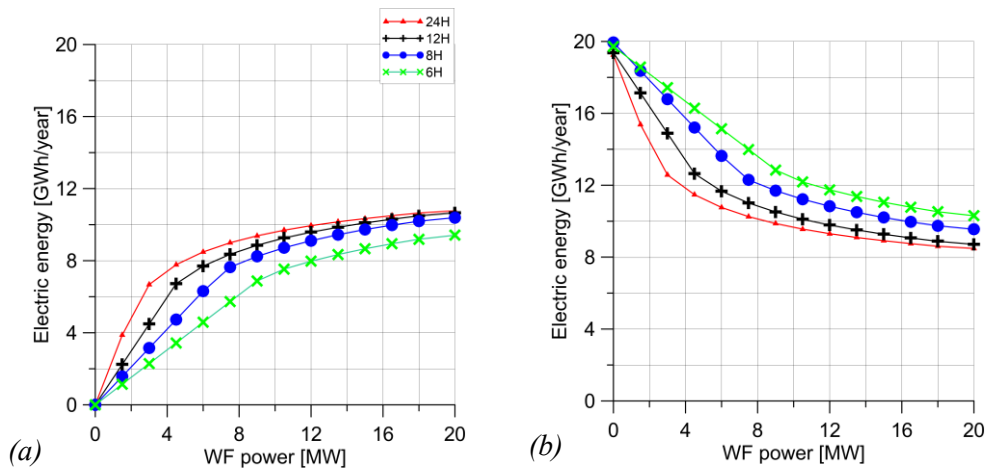 24H
12H
8H
6H
20
16
12
8
4
0
Electric energy [GWh/year]
0 4 8 12 16 20
WF power [MW]
(a)
20
16
12
8
4
0
Electric energy [GWh/year]
0 4 8 12 16 20
WF power [MW]
(b)